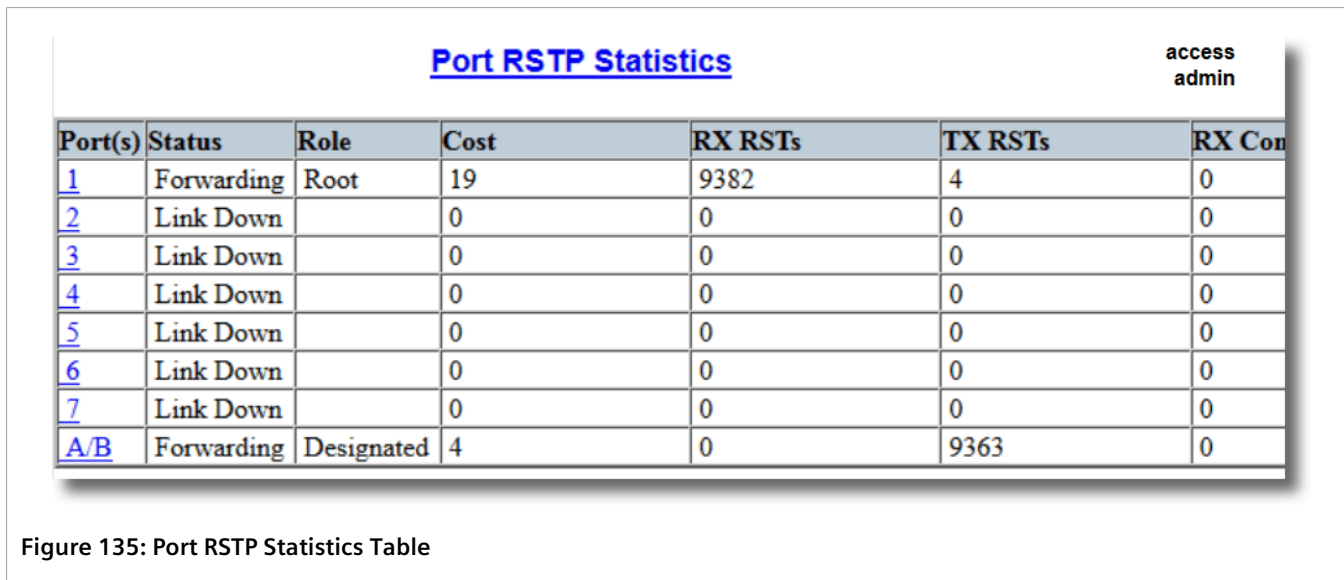 Port RSTP Statistics
access
admin
Port(s) Status Role Cost RX RSTs TX RSTs RX Con
1 Forwarding Root 19 9382 4 0
2 Link Down 0 0 0 0
3 Link Down 0 0 0 0
4 Link Down 0 0 0 0
5 Link Down 0 0 0 0
6 Link Down 0 0 0 0
7 Link Down 0 0 0 0
A/B Forwarding Designated 4 0 9363 0
Figure 135: Port RSTP Statistics Table